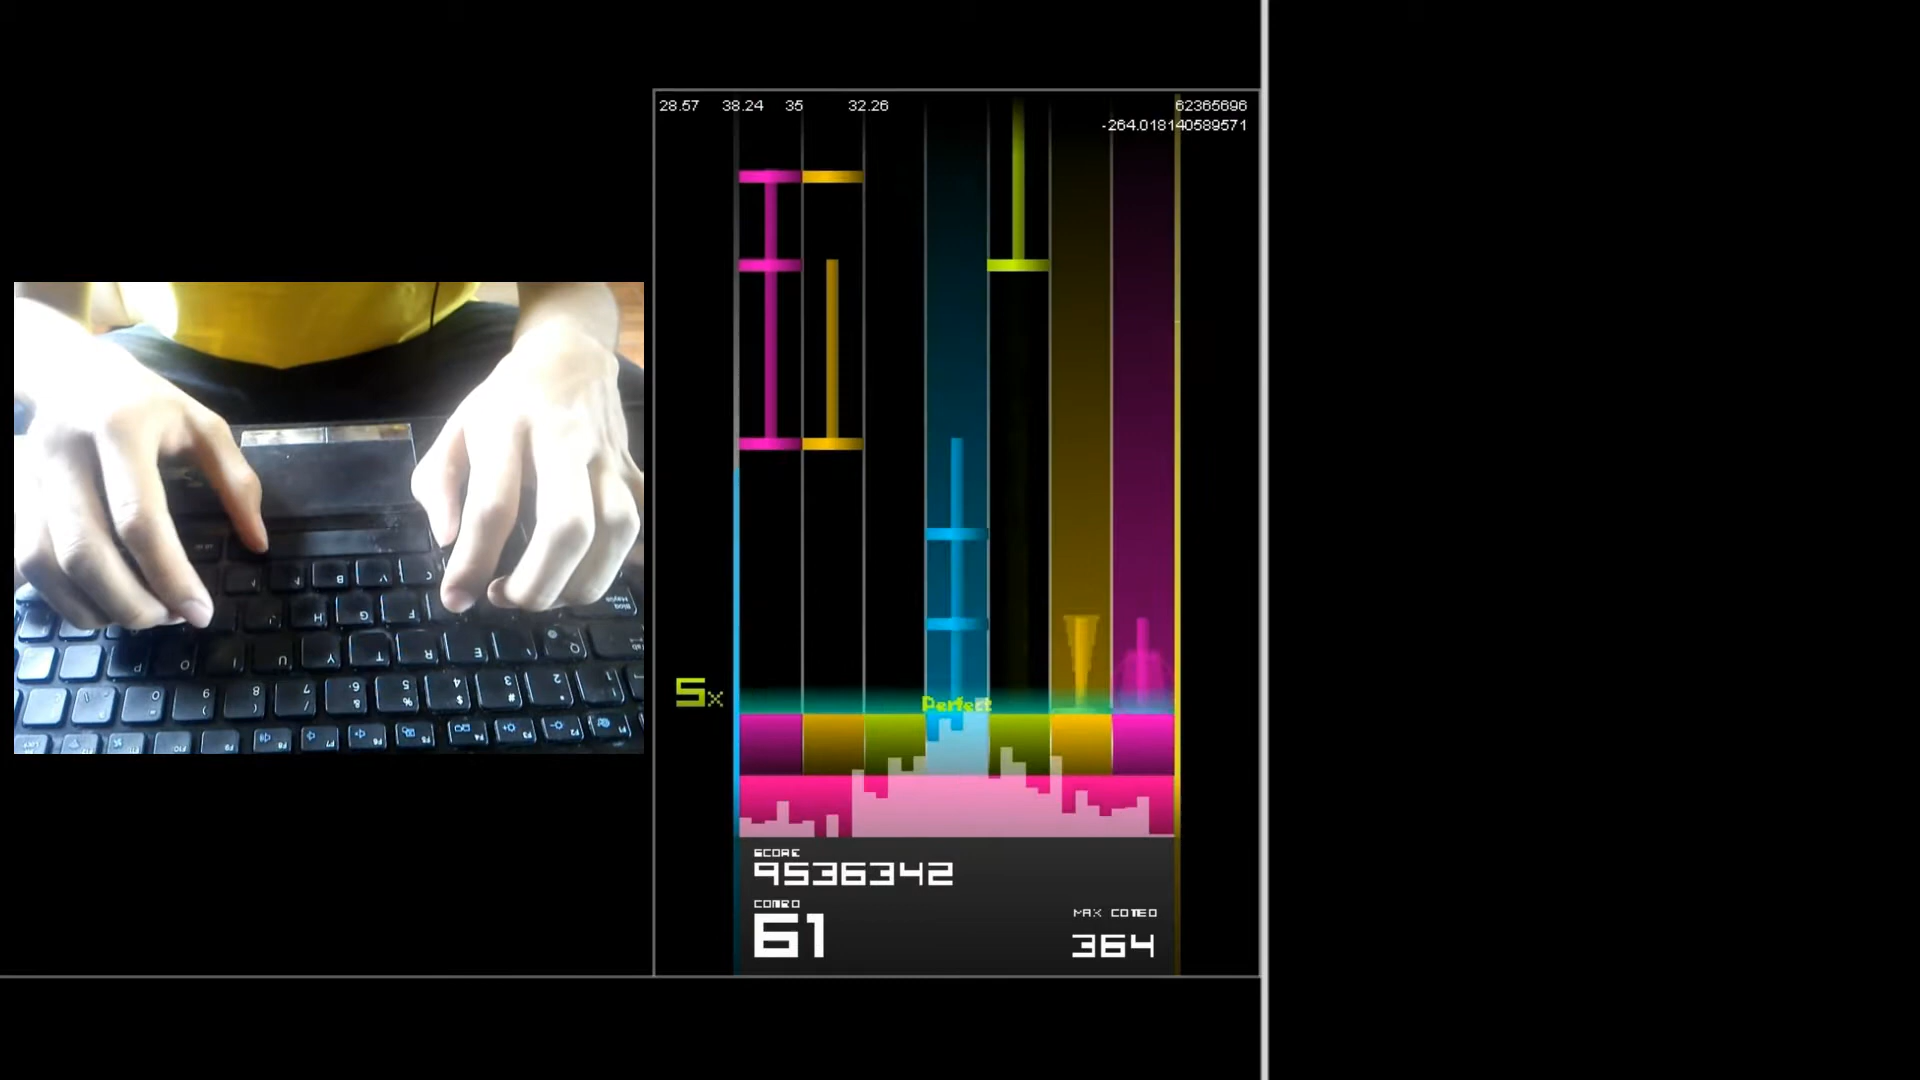 28.57 38.24 35 32.26 62365696
-264.018140589571
5x
Perfect
SCORE
9536342
COMBO
61
MAX COMBO
364